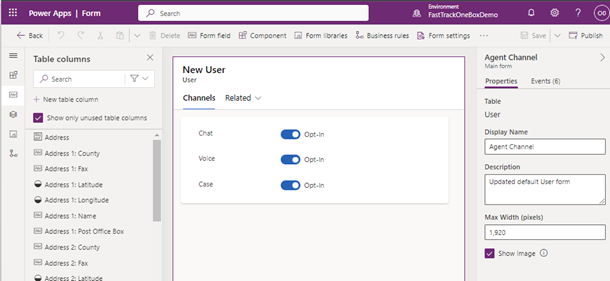 Power Apps | Form
Search
Environment
FastTrackOneBoxDemo
Back
Delete
Form field
Component
Form libraries
Business rules
Form settings
...
Save
Publish
Table columns
Search
New table column
Show only unused table columns
Address
Address 1: County
Address 1: Fax
Address 1: Latitude
Address 1: Longitude
Address 1: Name
Address 1: Post Office Box
Address 2: County
Address 2: Fax
Address 2: Latitude
New User
User
Channels Related
Chat Opt-In
Voice Opt-In
Case Opt-In
Agent Channel
Main form
Properties Events (6)
Table
User
Display Name
Agent Channel
Description
Updated default User form
Max Width (pixels)
1,920
Show image